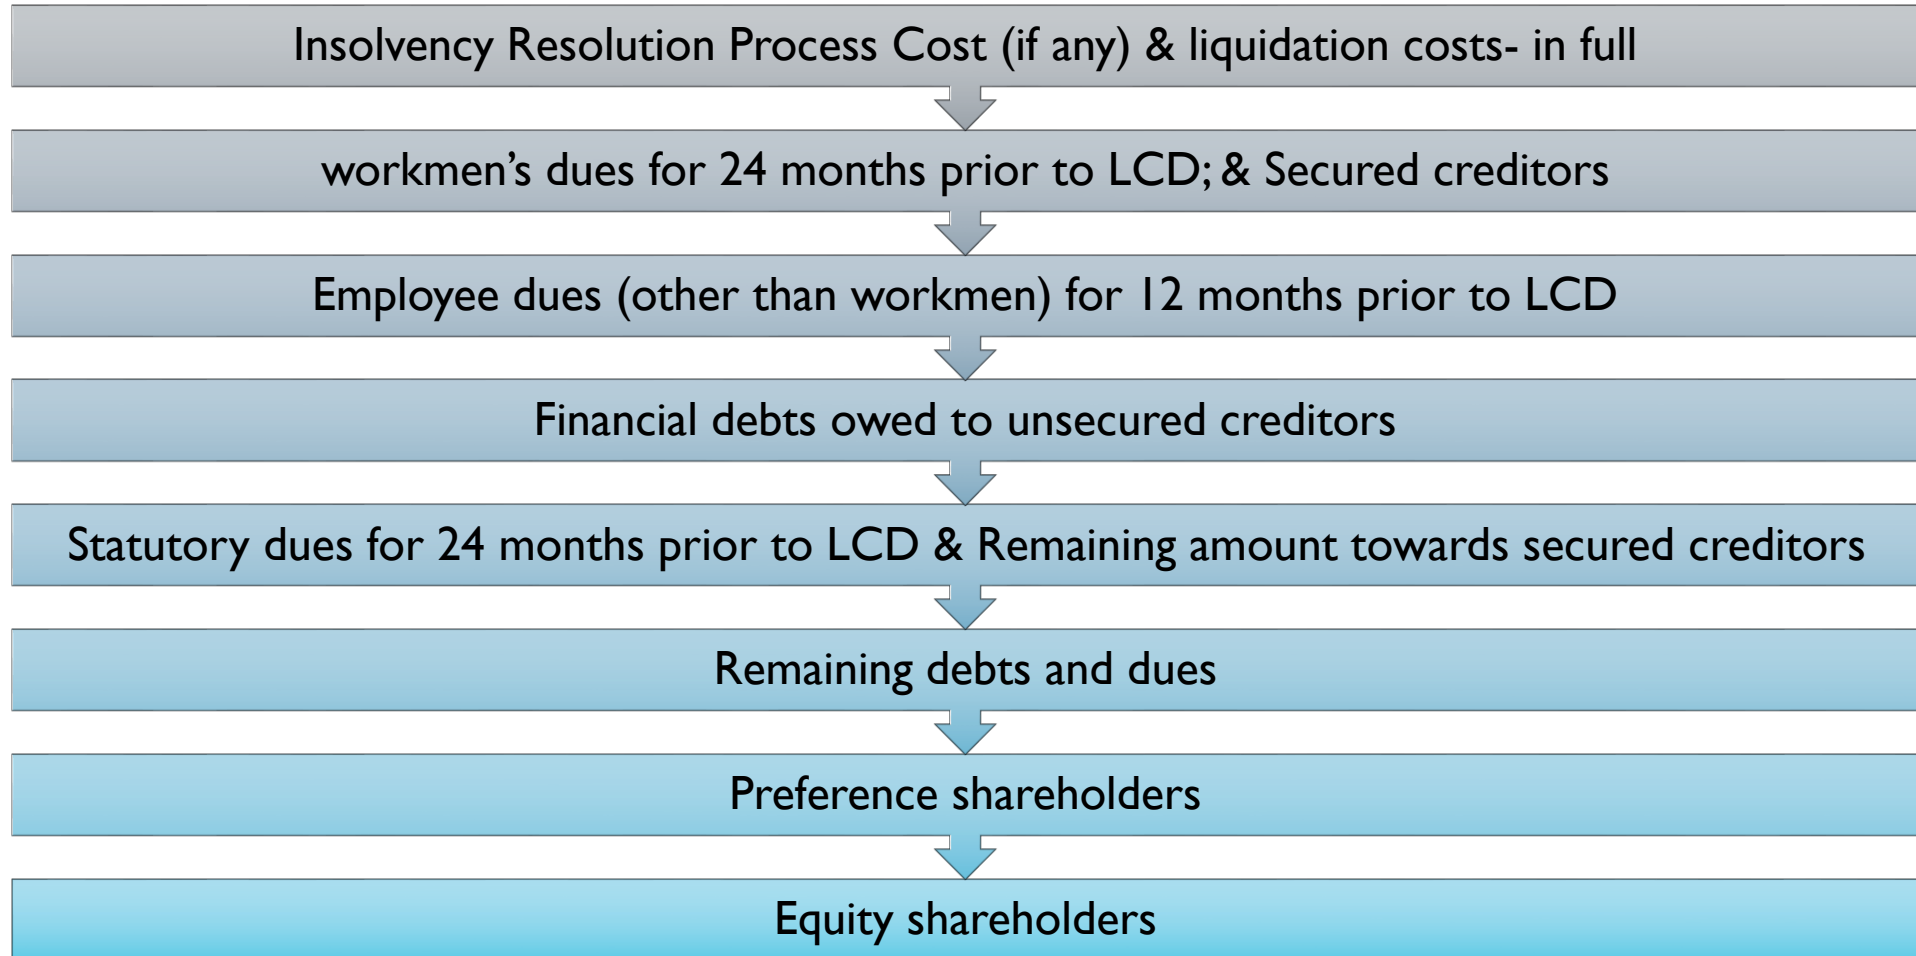 Insolvency Resolution Process Cost (if any) & liquidation costs- in full
workmen’s dues for 24 months prior to LCD; & Secured creditors
Employee dues (other than workmen) for 12 months prior to LCD
Financial debts owed to unsecured creditors
Statutory dues for 24 months prior to LCD & Remaining amount towards secured creditors
Remaining debts and dues
Preference shareholders
Equity shareholders